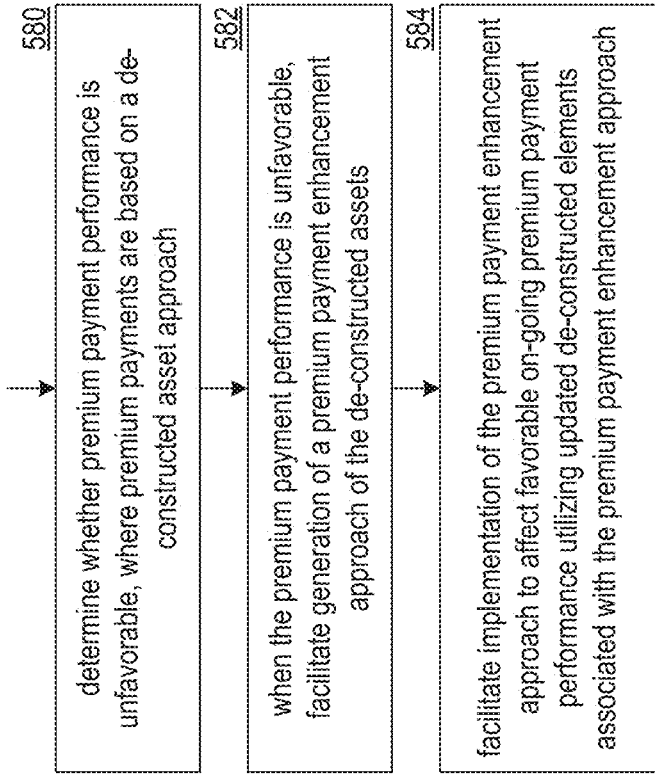 580
determine whether premium payment performance is
unfavorable, where premium payments are based on a de-
constructed asset approach
582
when the premium payment performance is unfavorable,
facilitate generation of a premium payment enhancement
approach of the de-constructed assets
584
facilitate implementation of the premium payment enhancement
approach to affect favorable on-going premium payment
performance utilizing updated de-constructed elements
associated with the premium payment enhancement approach